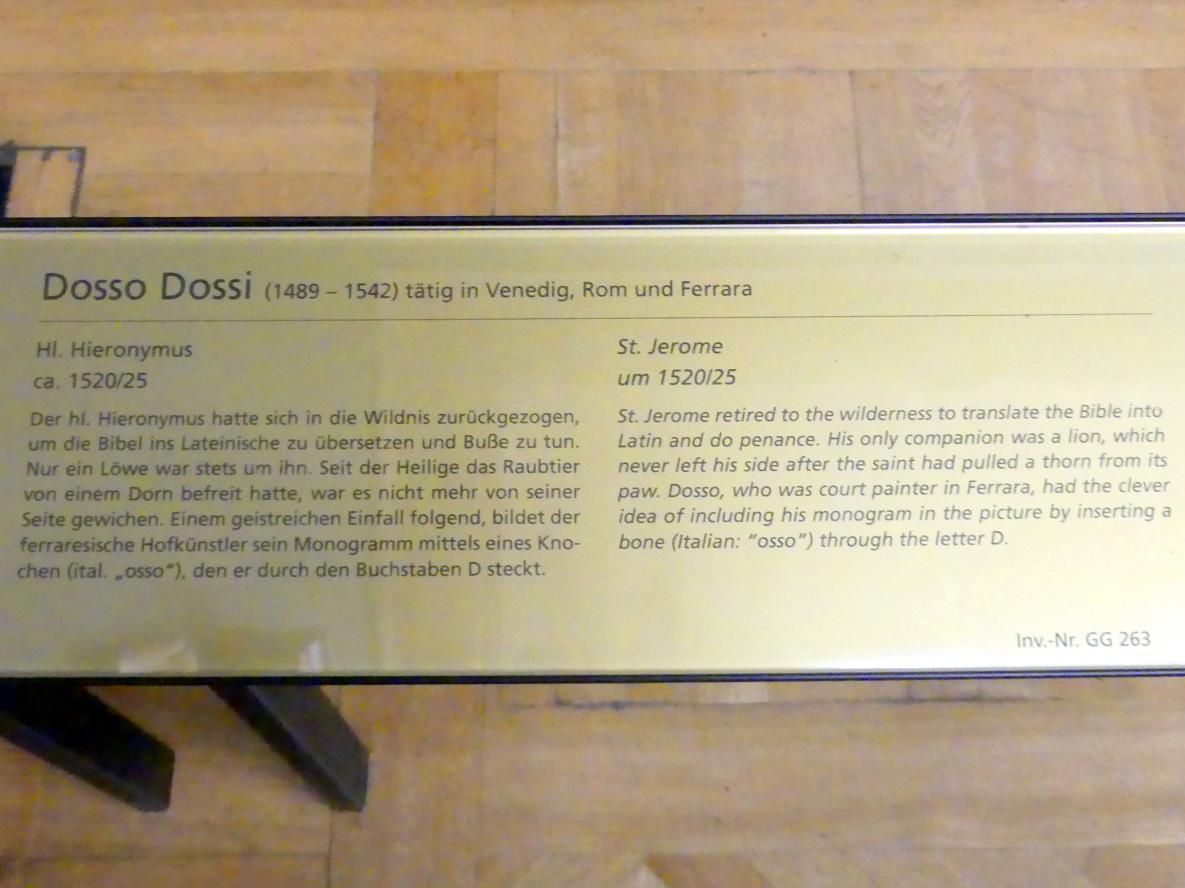 Dosso Dossi (1489 – 1542) tätig in Venedig, Rom und Ferrara
Hl. Hieronymus
ca. 1520/25
Der hl. Hieronymus hatte sich in die Wildnis zurückgezogen,
um die Bibel ins Lateinische zu übersetzen und Buße zu tun.
Nur ein Löwe war stets um ihn. Seit der Heilige das Raubtier
von einem Dorn befreit hatte, war es nicht mehr von seiner
Seite gewichen. Einem geistreichen Einfall folgend, bildet der
ferraresische Hofkünstler sein Monogramm mittels eines Kno-
chen (ital. „osso“), den er durch den Buchstaben D steckt.
St. Jerome
um 1520/25
St. Jerome retired to the wilderness to translate the Bible into
Latin and do penance. His only companion was a lion, which
never left his side after the saint had pulled a thorn from its
paw. Dosso, who was court painter in Ferrara, had the clever
idea of including his monogram in the picture by inserting a
bone (Italian: “osso”) through the letter D.
Inv.-Nr. GG 263